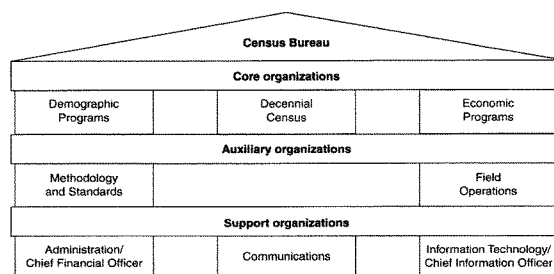 Census Bureau
Core organizations
Demographic Programs
Decennial Census
Economic Programs
Auxiliary organizations
Methodology and Standards
Field Operations
Support organizations
Administration/ Chief Financial Officer
Communications
Information Technology/ Chief Information Officer